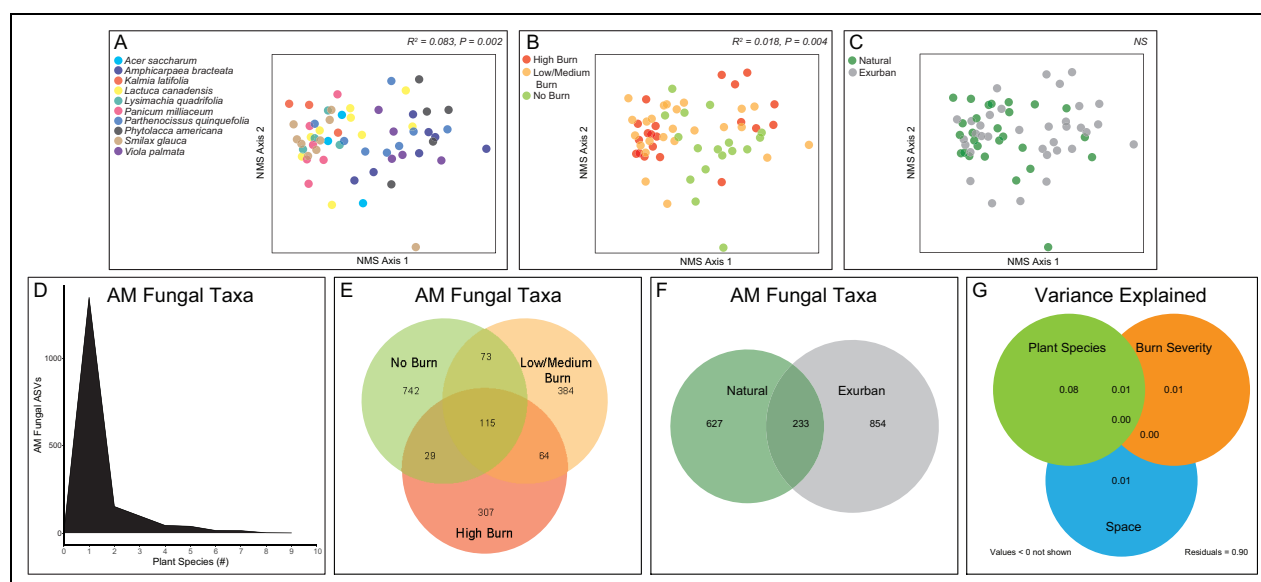 A
R² = 0.083, P = 0.002
Acer saccharum
Amphicarpaea bracteata
Kalmia latifolia
Lactuca canadensis
Lysimachia quadrifolia
Panicum milliaceum
Parthenocissus quinquefolia
Phytolacca americana
Smilax glauca
Viola palmata
NMS Axis 2
NMS Axis 1
B
R² = 0.018, P = 0.004
High Burn
Low/Medium
Burn
No Burn
NMS Axis 2
NMS Axis 1
C
NS
Natural
Exurban
NMS Axis 2
NMS Axis 1
D
AM Fungal Taxa
AM Fungal ASVs
1000
500
0
0 1 2 3 4 5 6 7 8 9 10
Plant Species (#)
E
AM Fungal Taxa
No Burn
73
Low/Medium
Burn
742
384
115
29
64
307
High Burn
F
AM Fungal Taxa
Natural
Exurban
627
233
854
G
Variance Explained
Plant Species
Burn Severity
0.08
0.01
0.01
0.00
0.00
0.01
Space
Values < 0 not shown
Residuals = 0.90